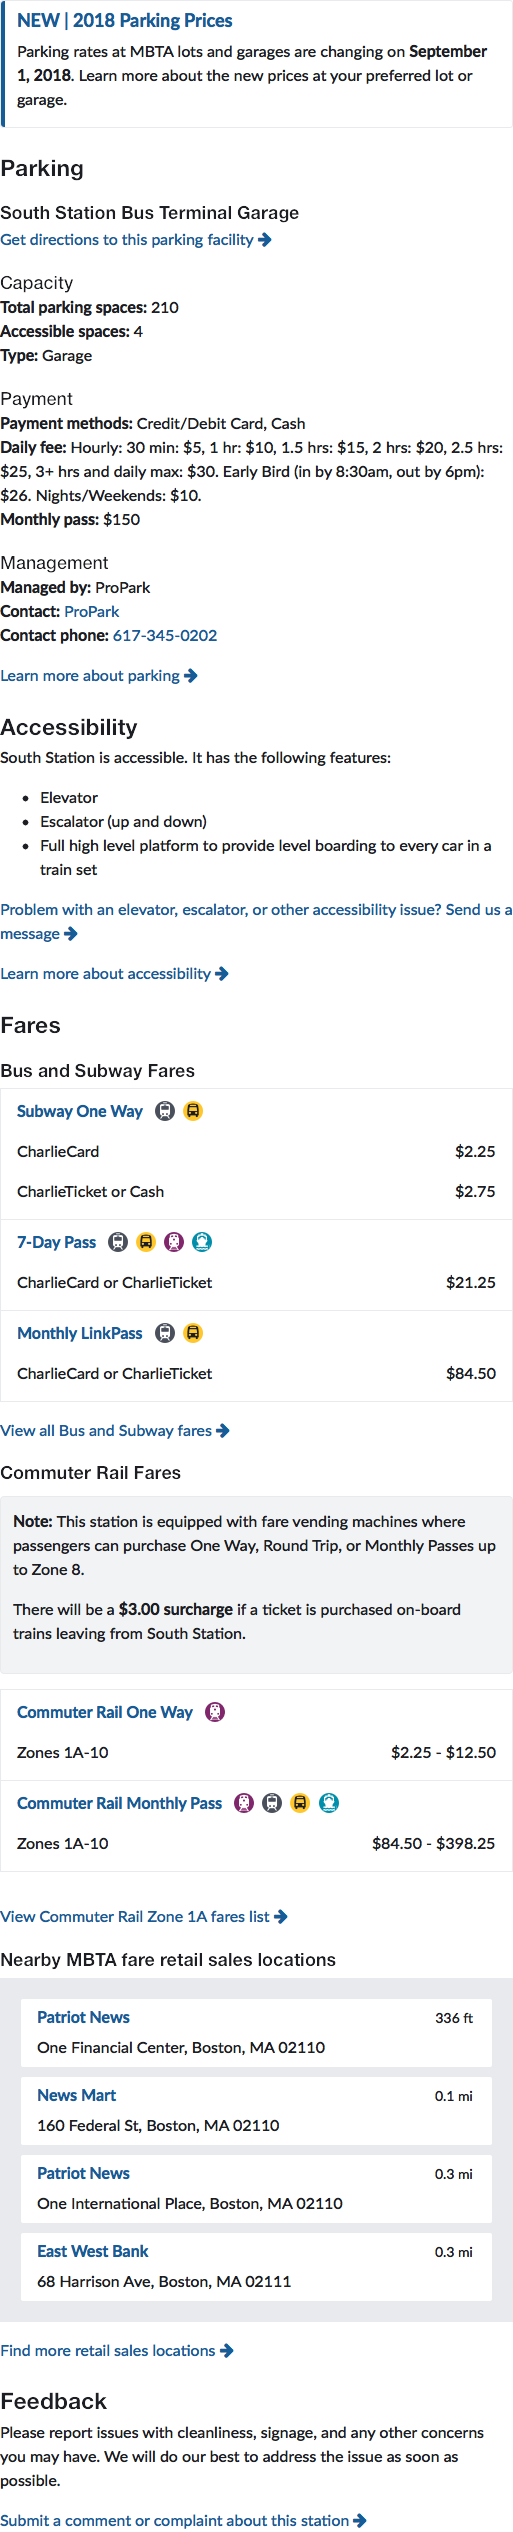 NEW | 2018 Parking Prices
Parking rates at MBTA lots and garages are changing on September
1, 2018. Learn more about the new prices at your preferred lot or
garage.
Parking
South Station Bus Terminal Garage
Get directions to this parking facility
Capacity
Total parking spaces: 210
Accessible spaces: 4
Type: Garage
Payment
Payment methods: Credit/Debit Card, Cash
Daily fee: Hourly: 30 min: $5, 1 hr: $10, 1.5 hrs: $15, 2 hrs: $20, 2.5 hrs:
$25, 3+ hrs and daily max: $30. Early Bird (in by 8:30am, out by 6pm):
$26. Nights/Weekends: $10.
Monthly pass: $150
Management
Managed by: ProPark
Contact: ProPark
Contact phone: 617-345-0202
Learn more about parking
Accessibility
South Station is accessible. It has the following features:
• Elevator
• Escalator (up and down)
• Full high level platform to provide level boarding to every car in a
train set
Problem with an elevator, escalator, or other accessibility issue? Send us a
message
Learn more about accessibility
Fares
Bus and Subway Fares
Subway One Way
CharlieCard $2.25
CharlieTicket or Cash $2.75
7-Day Pass
CharlieCard or CharlieTicket $21.25
Monthly LinkPass
CharlieCard or CharlieTicket $84.50
View all Bus and Subway fares
Commuter Rail Fares
Note: This station is equipped with fare vending machines where
passengers can purchase One Way, Round Trip, or Monthly Passes up
to Zone 8.
There will be a $3.00 surcharge if a ticket is purchased on-board
trains leaving from South Station.
Commuter Rail One Way
Zones 1A-10 $2.25 - $12.50
Commuter Rail Monthly Pass
Zones 1A-10 $84.50 - $398.25
View Commuter Rail Zone 1A fares list
Nearby MBTA fare retail sales locations
Patriot News 336 ft
One Financial Center, Boston, MA 02110
News Mart 0.1 mi
160 Federal St, Boston, MA 02110
Patriot News 0.3 mi
One International Place, Boston, MA 02110
East West Bank 0.3 mi
68 Harrison Ave, Boston, MA 02111
Find more retail sales locations
Feedback
Please report issues with cleanliness, signage, and any other concerns
you may have. We will do our best to address the issue as soon as
possible.
Submit a comment or complaint about this station